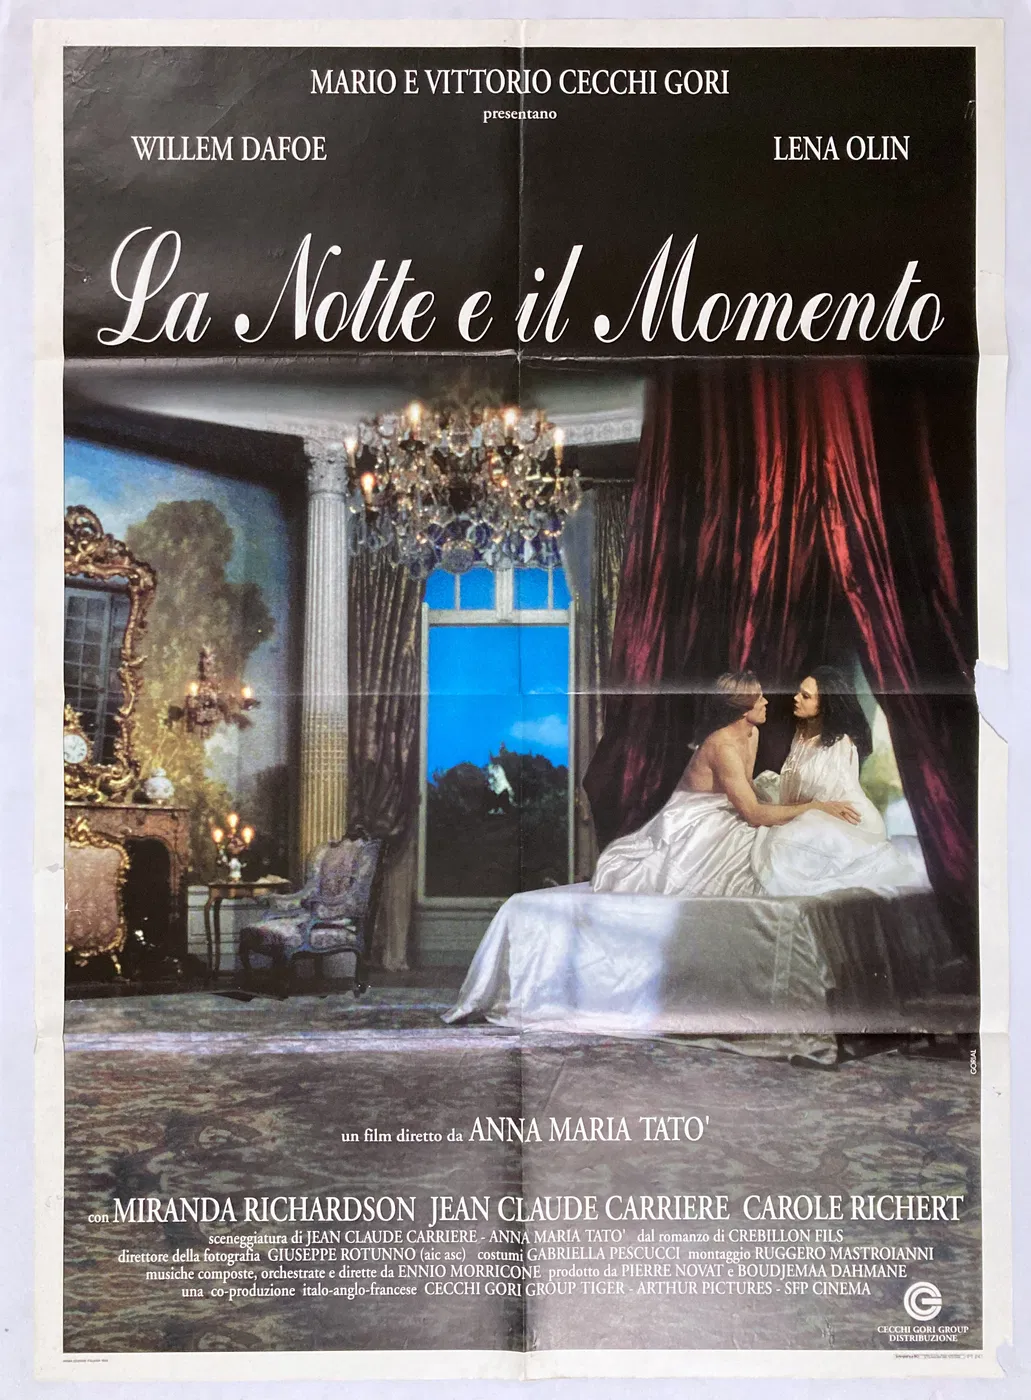 MARIO E VITTORIO CECCHI GORI
presentano
WILLEM DAFOE LENA OLIN
La Notte e il Momento
GORIAL
un film diretto da ANNA MARIA TATO'
con MIRANDA RICHARDSON JEAN CLAUDE CARRIERE CAROLE RICHERT
sceneggiatura di JEAN CLAUDE CARRIERE - ANNA MARIA TATO' dal romanzo di CREBILLON FILS
direttore della fotografia GIUSEPPE ROTUNNO (aic asc) costumi GABRIELLA PESCUCCI montaggio RUGGERO MASTROIANNI
musiche composte, orchestrate e dirette da ENNIO MORRICONE prodotto da PIERRE NOVAT e BOUDJEMAA DAHMANE
una co-produzione italo-anglo-francese CECCHI GORI GROUP TIGER - ARTHUR PICTURES - SFP CINEMA
CECCHI GORI GROUP
DISTRIBUZIONE